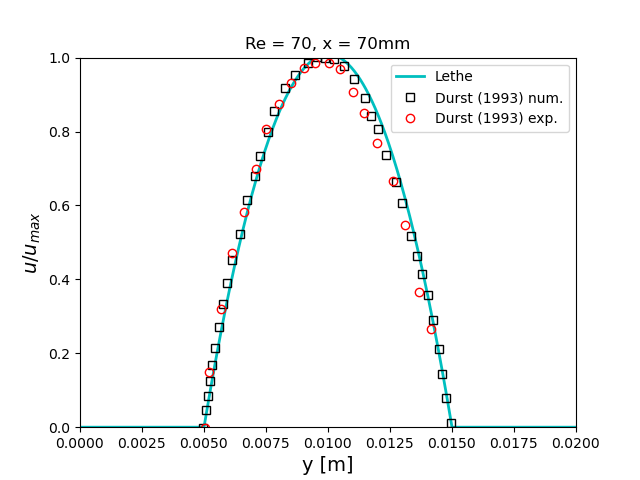 Re = 70, x = 70mm
1.0
0.8
0.6
0.4
0.2
0.0
u/u_max
Lethe
Durst (1993) num.
Durst (1993) exp.
0.0000 0.0025 0.0050 0.0075 0.0100 0.0125 0.0150 0.0175 0.0200
y [m]